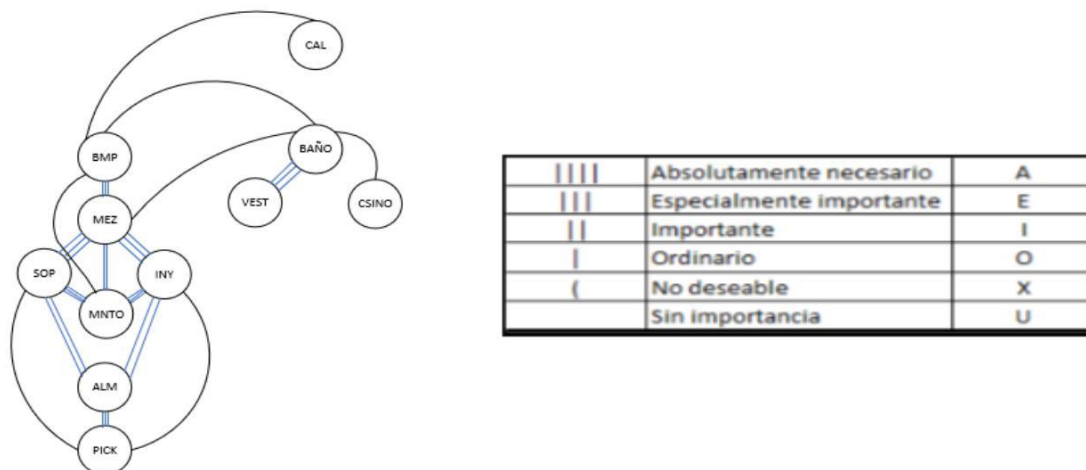 CAL
BMP
BAÑO
VEST
CSINO
MEZ
SOP
INY
MNTO
ALM
PICK
|||| Absolutamente necesario A
||| Especialmente importante E
|| Importante I
| Ordinario O
( No deseable X
Sin importancia U